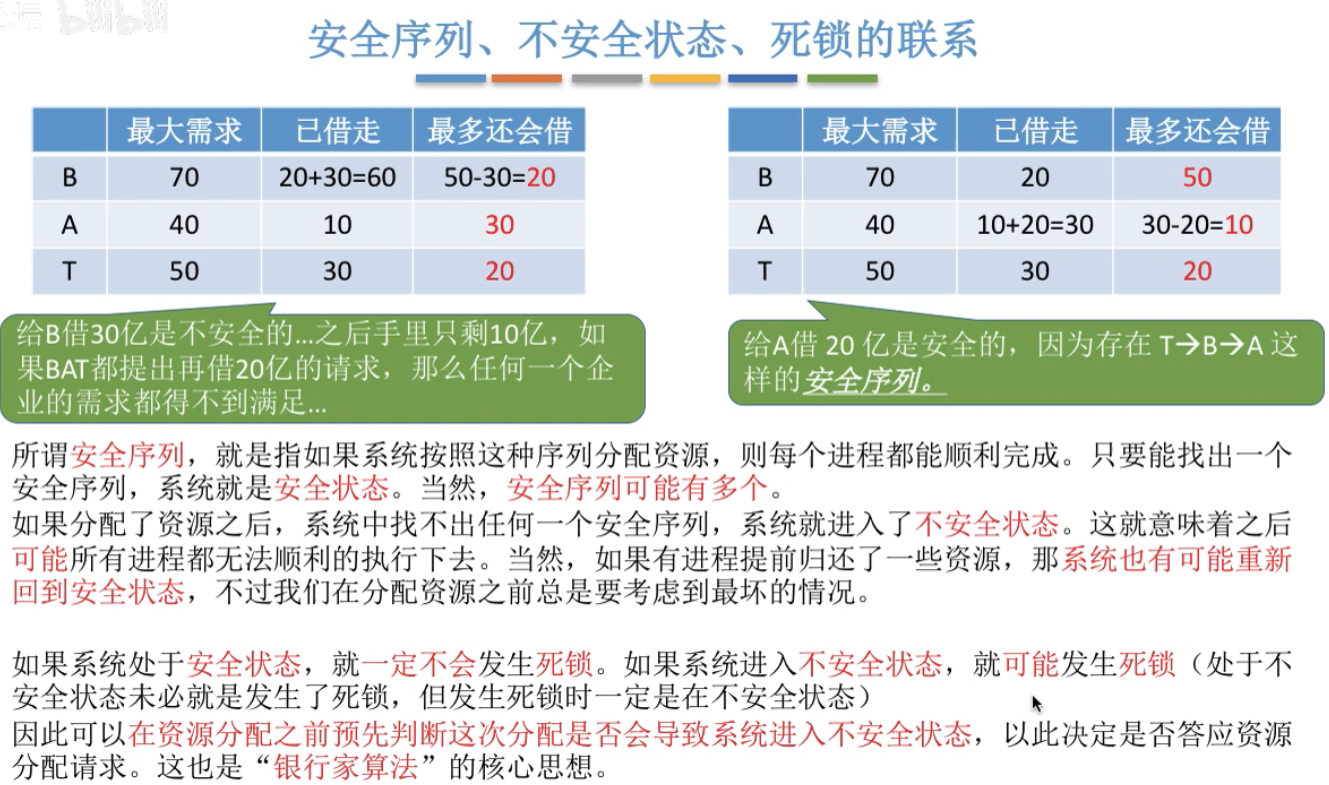 bilibili
安全序列、不安全状态、死锁的联系
最大需求 已借走 最多还会借
B 70 20+30=60 50-30=20
A 40 10 30
T 50 30 20
给B借30亿是不安全的...之后手里只剩10亿，如
果BAT都提出再借20亿的请求，那么任何一个企
业的需求都得不到满足...
最大需求 已借走 最多还会借
B 70 20 50
A 40 10+20=30 30-20=10
T 50 30 20
给A借 20 亿是安全的，因为存在 T→B→A 这
样的安全序列。
所谓安全序列，就是指如果系统按照这种序列分配资源，则每个进程都能顺利完成。只要能找出一个
安全序列，系统就是安全状态。当然，安全序列可能有多个。
如果分配了资源之后，系统中找不出任何一个安全序列，系统就进入了不安全状态。这就意味着之后
可能所有进程都无法顺利的执行下去。当然，如果有进程提前归还了一些资源，那系统也有可能重新
回到安全状态，不过我们在分配资源之前总是要考虑到最坏的情况。
如果系统处于安全状态，就一定不会发生死锁。如果系统进入不安全状态，就可能发生死锁（处于不
安全状态未必就是发生了死锁，但发生死锁时一定是在不安全状态）
因此可以在资源分配之前预先判断这次分配是否会导致系统进入不安全状态，以此决定是否答应资源
分配请求。这也是“银行家算法”的核心思想。